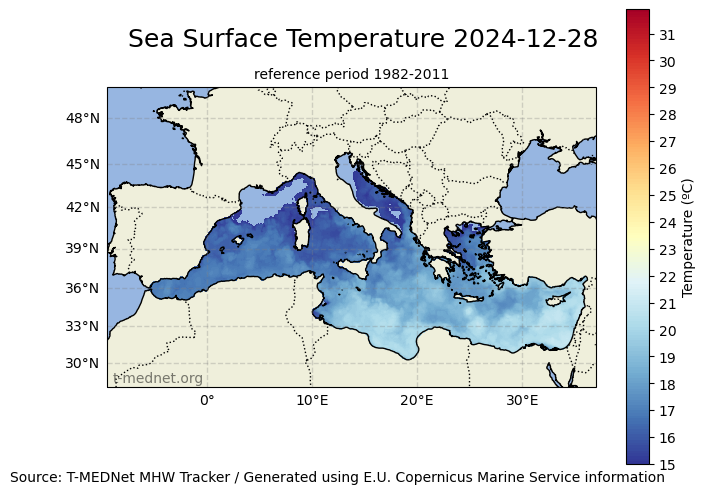 Sea Surface Temperature 2024-12-28
reference period 1982-2011
48°N
45°N
42°N
39°N
36°N
33°N
30°N
t-mednet.org
0°
10°E
20°E
30°E
31
30
29
28
27
26
25
24
23
22
21
20
19
18
17
16
15
Temperature (ºC)
Source: T-MEDNet MHW Tracker / Generated using E.U. Copernicus Marine Service information